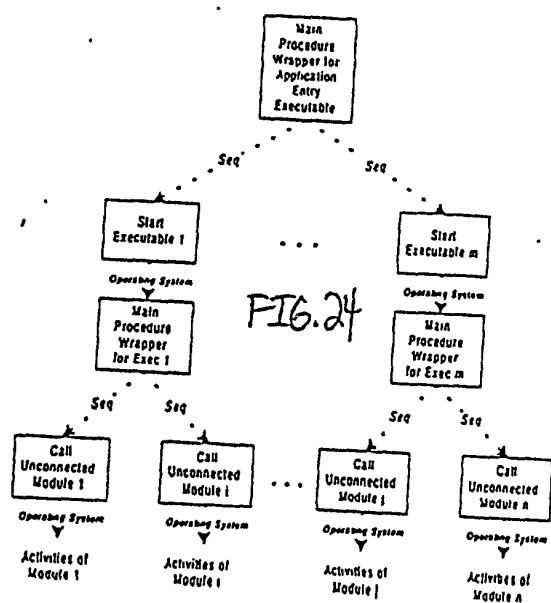 Main
Procedure
Wrapper for
Application
Entry
Executable
Seq
Seq
Start
Executable 1
...
Start
Executable m
Operating System
Operating System
FIG.24
Main
Procedure
Wrapper
for Exec 1
Main
Procedure
Wrapper
for Exec m
Seq
Seq
Seq
Seq
Call
Unconnected
Module 1
Call
Unconnected
Module i
...
Call
Unconnected
Module j
Call
Unconnected
Module n
Operating System
Operating System
Operating System
Operating System
Activities of
Module 1
Activities of
Module i
Activities of
Module j
Activities of
Module n